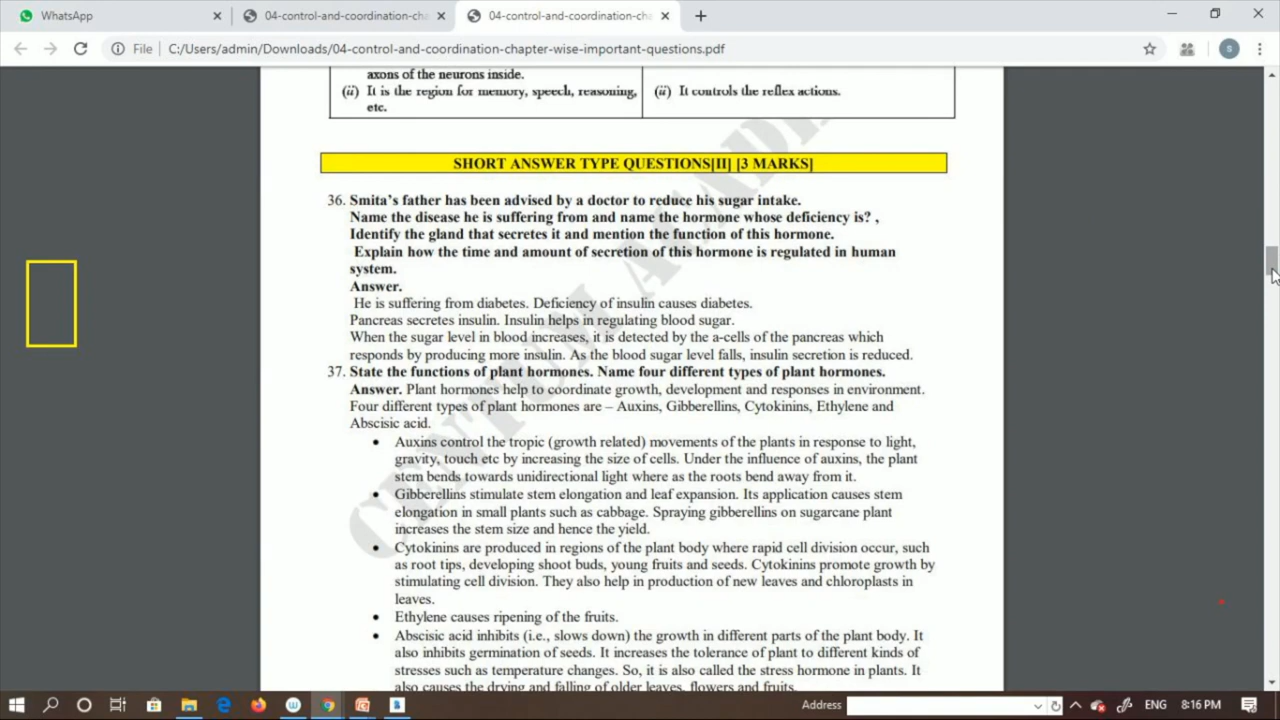 WhatsApp
04-control-and-coordination-cha
04-control-and-coordination-cha
File
C:/Users/admin/Downloads/04-control-and-coordination-chapter-wise-important-questions.pdf
S
axons of the neurons inside.
(ii) It is the region for memory, speech, reasoning, etc.
(ii) It controls the reflex actions.
SHORT ANSWER TYPE QUESTIONS[II] [3 MARKS]
36. Smita's father has been advised by a doctor to reduce his sugar intake.
Name the disease he is suffering from and name the hormone whose deficiency is? ,
Identify the gland that secretes it and mention the function of this hormone.
Explain how the time and amount of secretion of this hormone is regulated in human
system.
Answer.
He is suffering from diabetes. Deficiency of insulin causes diabetes.
Pancreas secretes insulin. Insulin helps in regulating blood sugar.
When the sugar level in blood increases, it is detected by the a-cells of the pancreas which
responds by producing more insulin. As the blood sugar level falls, insulin secretion is reduced.
37. State the functions of plant hormones. Name four different types of plant hormones.
Answer. Plant hormones help to coordinate growth, development and responses in environment.
Four different types of plant hormones are – Auxins, Gibberellins, Cytokinins, Ethylene and
Abscisic acid.
• Auxins control the tropic (growth related) movements of the plants in response to light,
gravity, touch etc by increasing the size of cells. Under the influence of auxins, the plant
stem bends towards unidirectional light where as the roots bend away from it.
• Gibberellins stimulate stem elongation and leaf expansion. Its application causes stem
elongation in small plants such as cabbage. Spraying gibberellins on sugarcane plant
increases the stem size and hence the yield.
• Cytokinins are produced in regions of the plant body where rapid cell division occur, such
as root tips, developing shoot buds, young fruits and seeds. Cytokinins promote growth by
stimulating cell division. They also help in production of new leaves and chloroplasts in
leaves.
• Ethylene causes ripening of the fruits.
• Abscisic acid inhibits (i.e., slows down) the growth in different parts of the plant body. It
also inhibits germination of seeds. It increases the tolerance of plant to different kinds of
stresses such as temperature changes. So, it is also called the stress hormone in plants. It
also causes the drying and falling of older leaves, flowers and fruits.
CENTUM ACADE
Address
ENG
8:16 PM